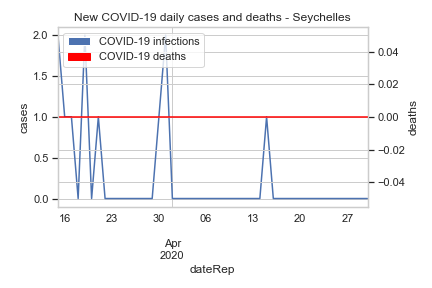 New COVID-19 daily cases and deaths - Seychelles
COVID-19 infections
COVID-19 deaths
2.0
1.5
1.0
0.5
0.0
cases
0.04
0.02
0.00
−0.02
−0.04
deaths
16 23 30 06 13 20 27
Apr
2020
dateRep